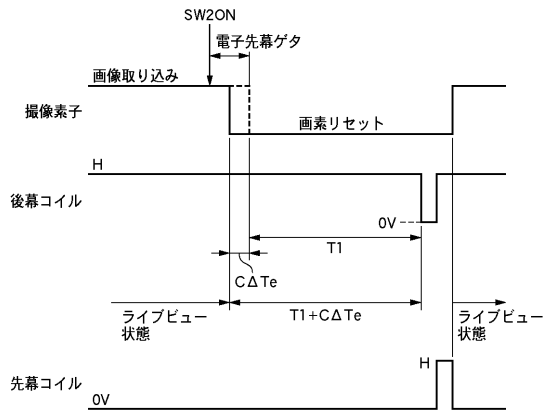 SW2ON
電子先幕ゲタ
画像取り込み
撮像素子
画素リセット
H
後幕コイル
0V
T1
CΔTe
ライブビュー
状態
T1+CΔTe
ライブビュー
状態
H
先幕コイル
0V